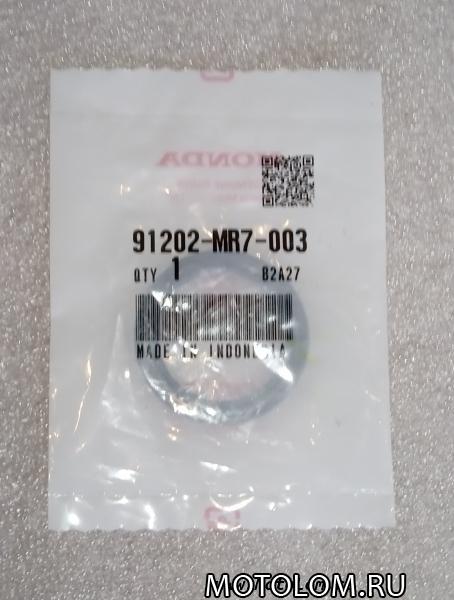 HONDA
91202-MR7-003
QTY 1 B2A27
MADE IN INDONESIA
MOTOLOM.RU